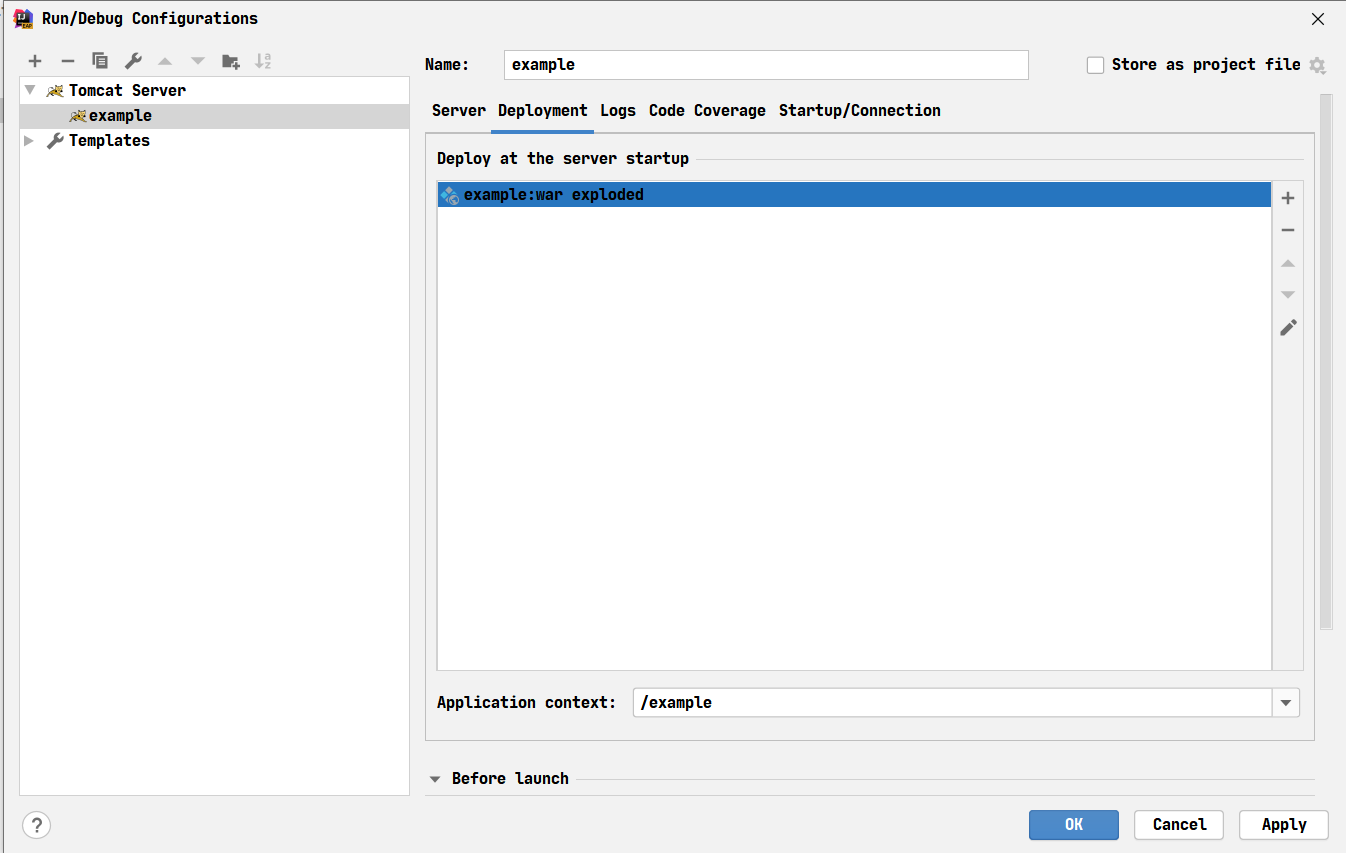 Run/Debug Configurations
Name: example
Store as project file
Tomcat Server
example
Templates
Server Deployment Logs Code Coverage Startup/Connection
Deploy at the server startup
example:war exploded
Application context: /example
Before launch
?
OK Cancel Apply